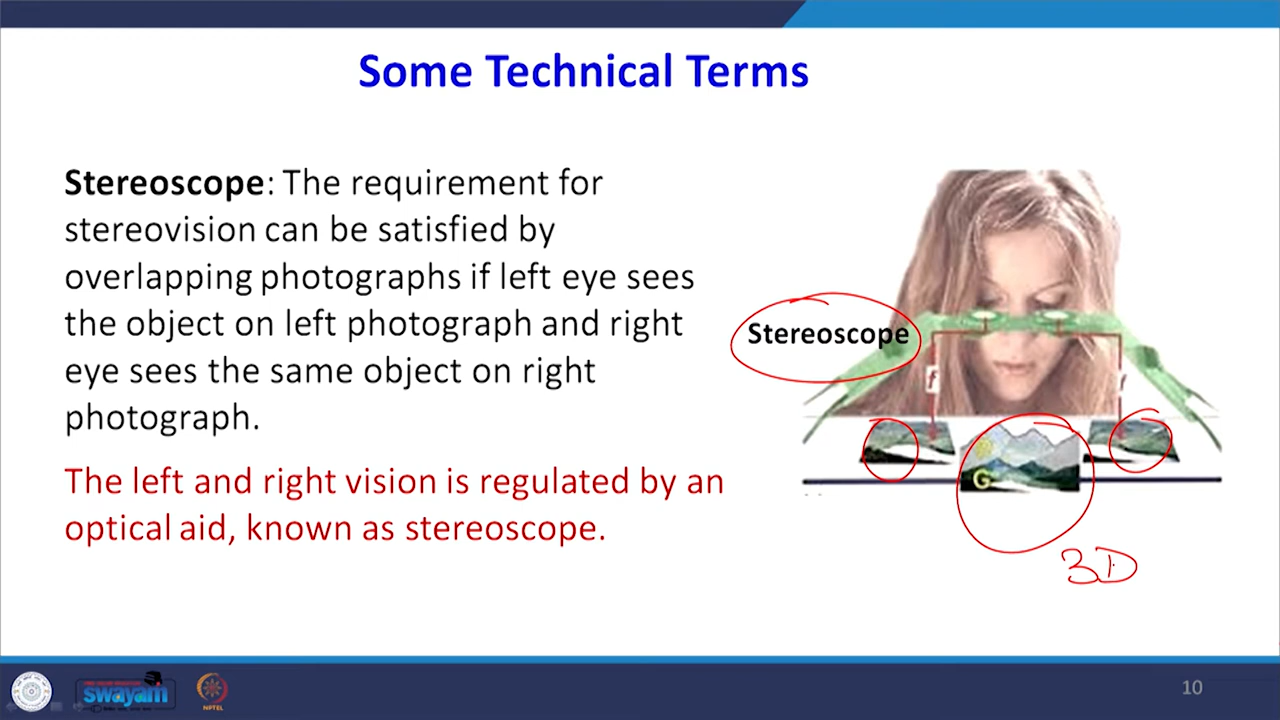 Some Technical Terms
Stereoscope: The requirement for
stereovision can be satisfied by
overlapping photographs if left eye sees
the object on left photograph and right
eye sees the same object on right
photograph.
The left and right vision is regulated by an
optical aid, known as stereoscope.
Stereoscope
f
f
G
3D
swayam
NPTEL
10